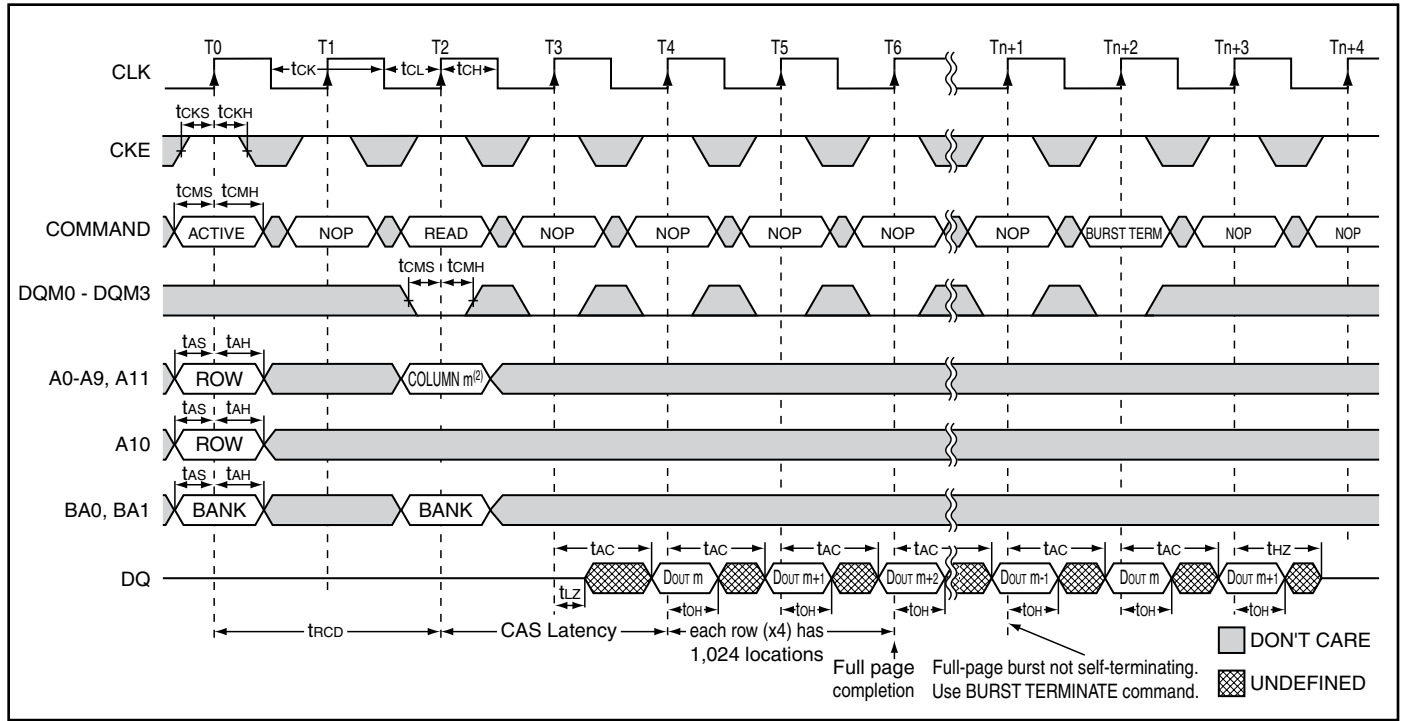 T0 T1 T2 T3 T4 T5 T6 Tn+1 Tn+2 Tn+3 Tn+4
CLK tCK tCL tCH
tCKS tCKH
CKE
tCMS tCMH
COMMAND ACTIVE NOP READ NOP NOP NOP NOP NOP BURST TERM NOP NOP
tCMS tCMH
DQM0 - DQM3
tAS tAH
A0-A9, A11 ROW COLUMN m(2)
tAS tAH
A10 ROW
tAS tAH
BA0, BA1 BANK BANK
tAC tAC tAC tAC tAC tAC tHZ
DQ DOUT m DOUT m+1 DOUT m+2 DOUT m-1 DOUT m DOUT m+1
tLZ tOH tOH tOH tOH tOH tOH
tRCD CAS Latency each row (x4) has
1,024 locations
Full page
completion
Full-page burst not self-terminating.
Use BURST TERMINATE command.
DON'T CARE
UNDEFINED